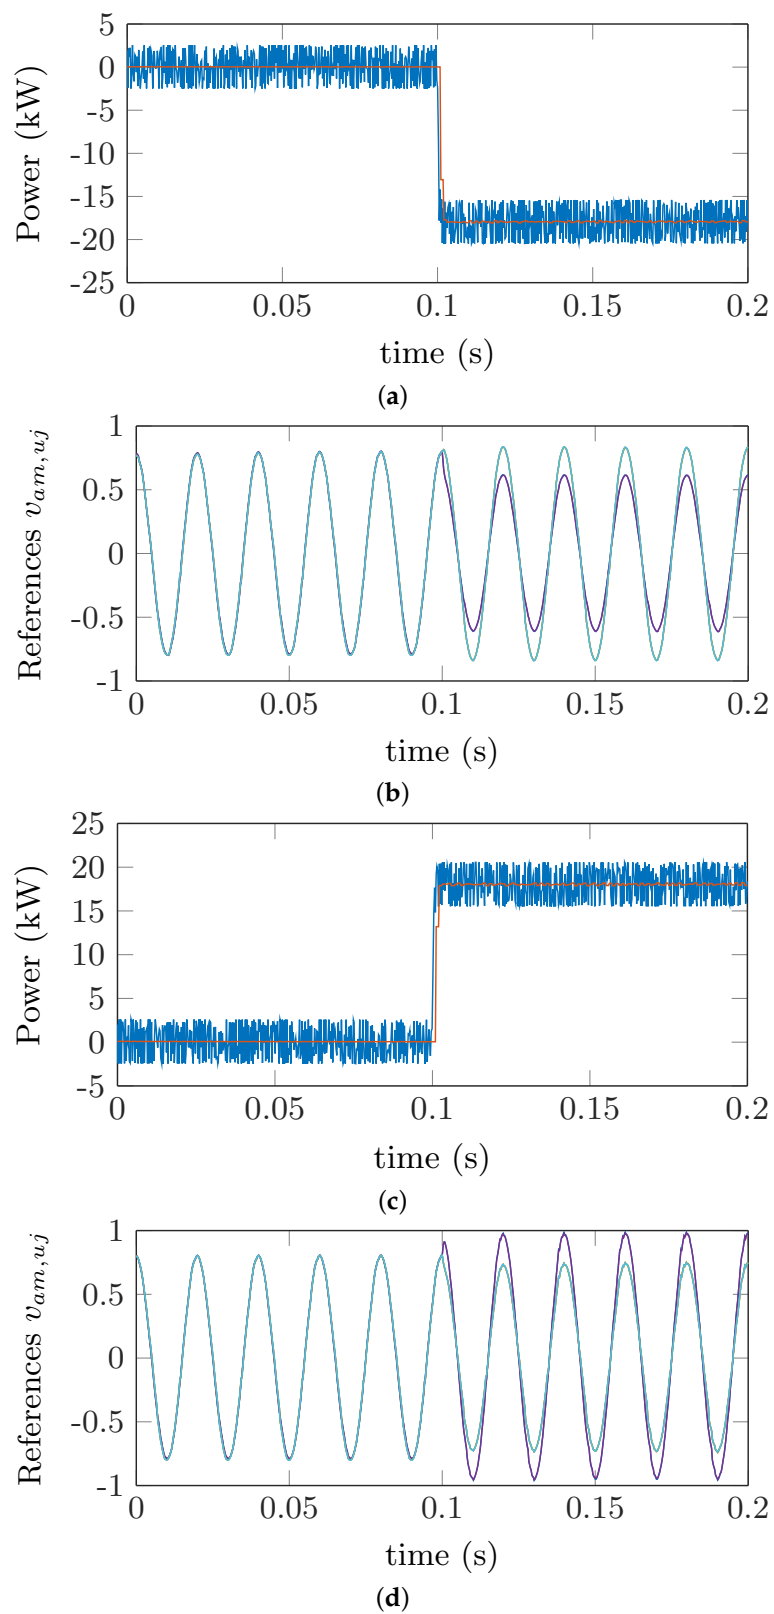 5
0
-5
-10
-15
-20
-25
Power (kW)
0 0.05 0.1 0.15 0.2
time (s)
(a)
1
0.5
0
-0.5
-1
References v_{am,uj}
0 0.05 0.1 0.15 0.2
time (s)
(b)
25
20
15
10
5
0
-5
Power (kW)
0 0.05 0.1 0.15 0.2
time (s)
(c)
1
0.5
0
-0.5
-1
References v_{am,uj}
0 0.05 0.1 0.15 0.2
time (s)
(d)